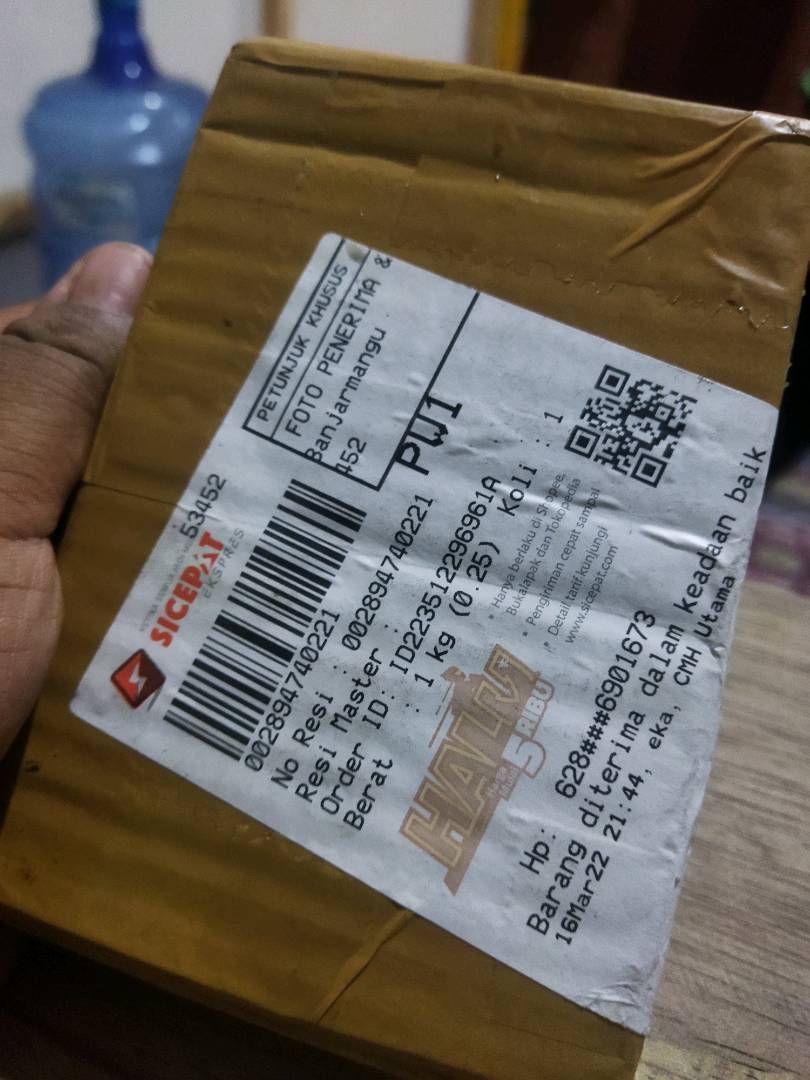 PETUNJUK KHUSUS
FOTO PENERIMA &
Banjarmangu
452
PW1
53452
SICEPAT
EKSPRES
002894740221
No Resi : 002894740221
Resi Master :
Order ID: ID223512296961A
Berat : 1 kg (0.25) Koli : 1
HALU
5 RIBU
* Hanya berlaku di Shopee,
Bukalapak dan Tokopedia
* Pengiriman cepat sampai
* Detail tarif kunjungi
www.sicepat.com
Hp: 628###6901673
Barang diterima dalam keadaan baik
16Mar22 21:44, eka, CMH Utama